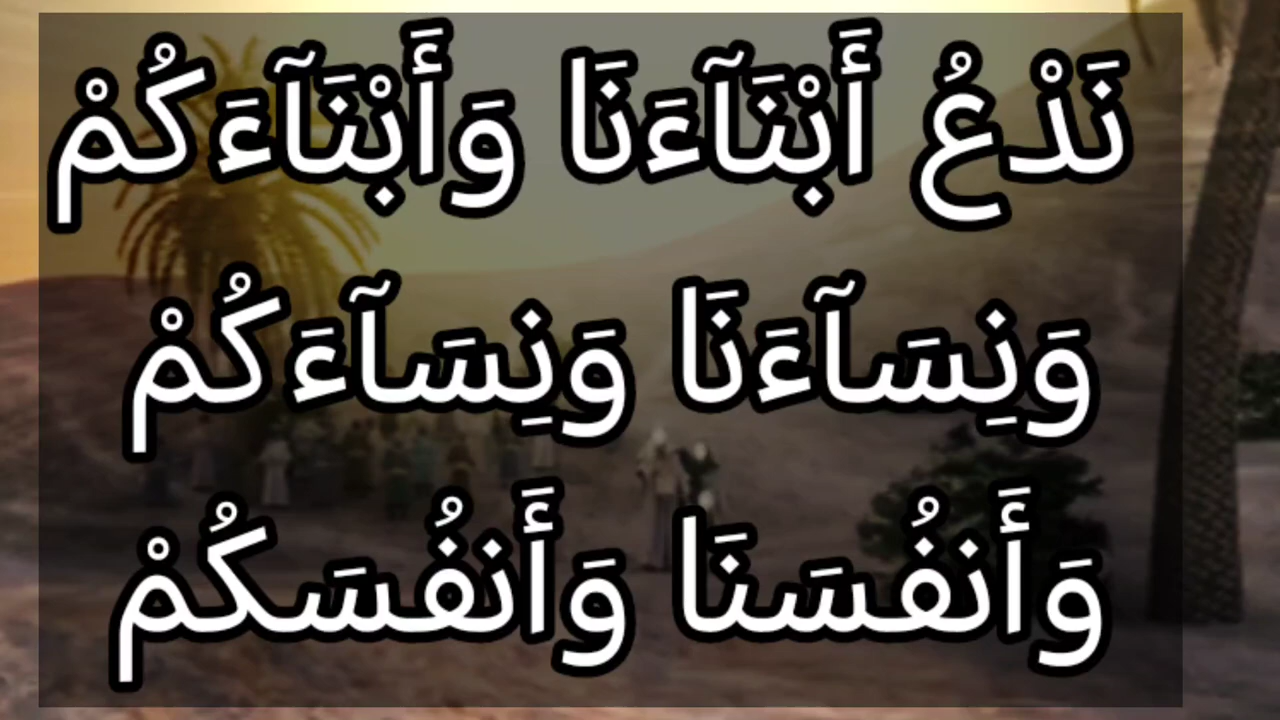 نَدْعُ أَبْنَآءَنَا وَأَبْنَآءَكُمْ
وَنِسَآءَنَا وَنِسَآءَكُمْ
وَأَنفُسَنَا وَأَنفُسَكُمْ